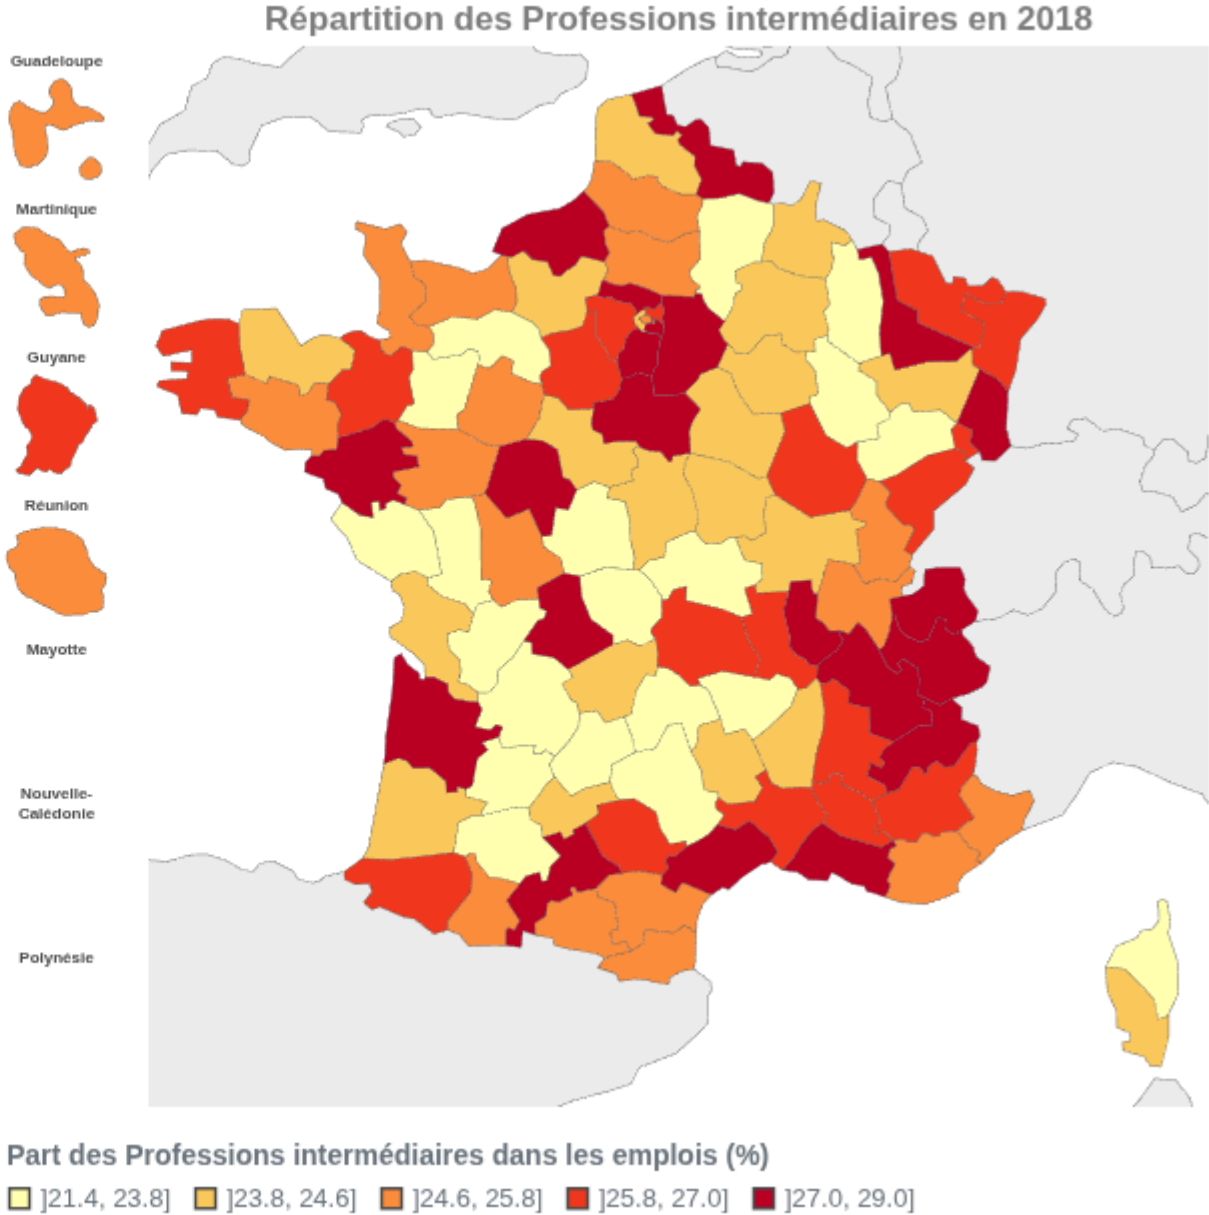 Répartition des Professions intermédiaires en 2018
Guadeloupe
Martinique
Guyane
Réunion
Mayotte
Nouvelle-
Calédonie
Polynésie
Part des Professions intermédiaires dans les emplois (%)
]21.4, 23.8] ]23.8, 24.6] ]24.6, 25.8] ]25.8, 27.0] ]27.0, 29.0]